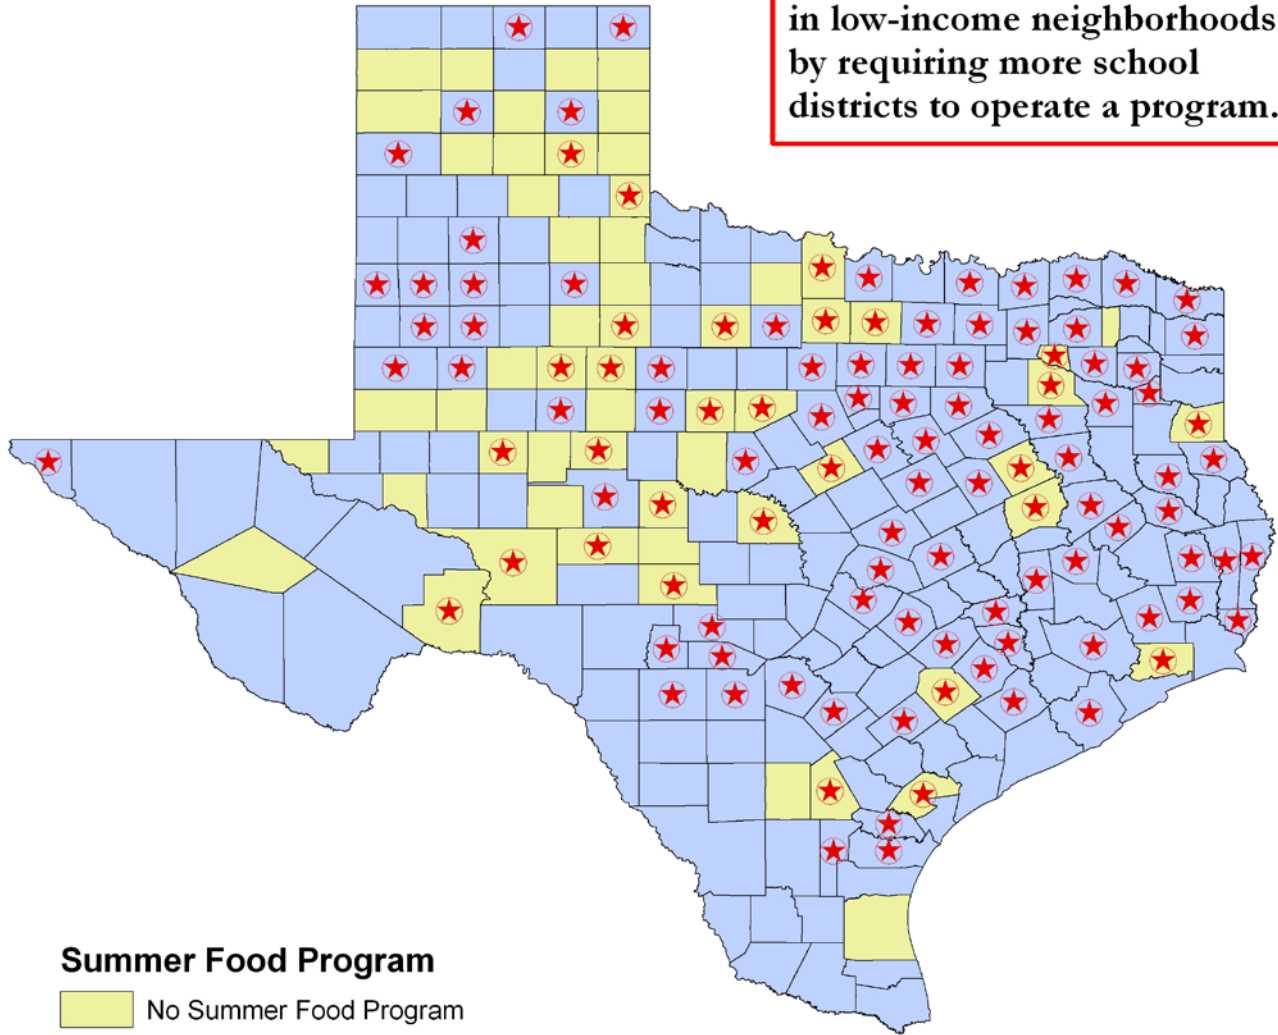 in low-income neighborhoods
by requiring more school
districts to operate a program.
Summer Food Program
No Summer Food Program